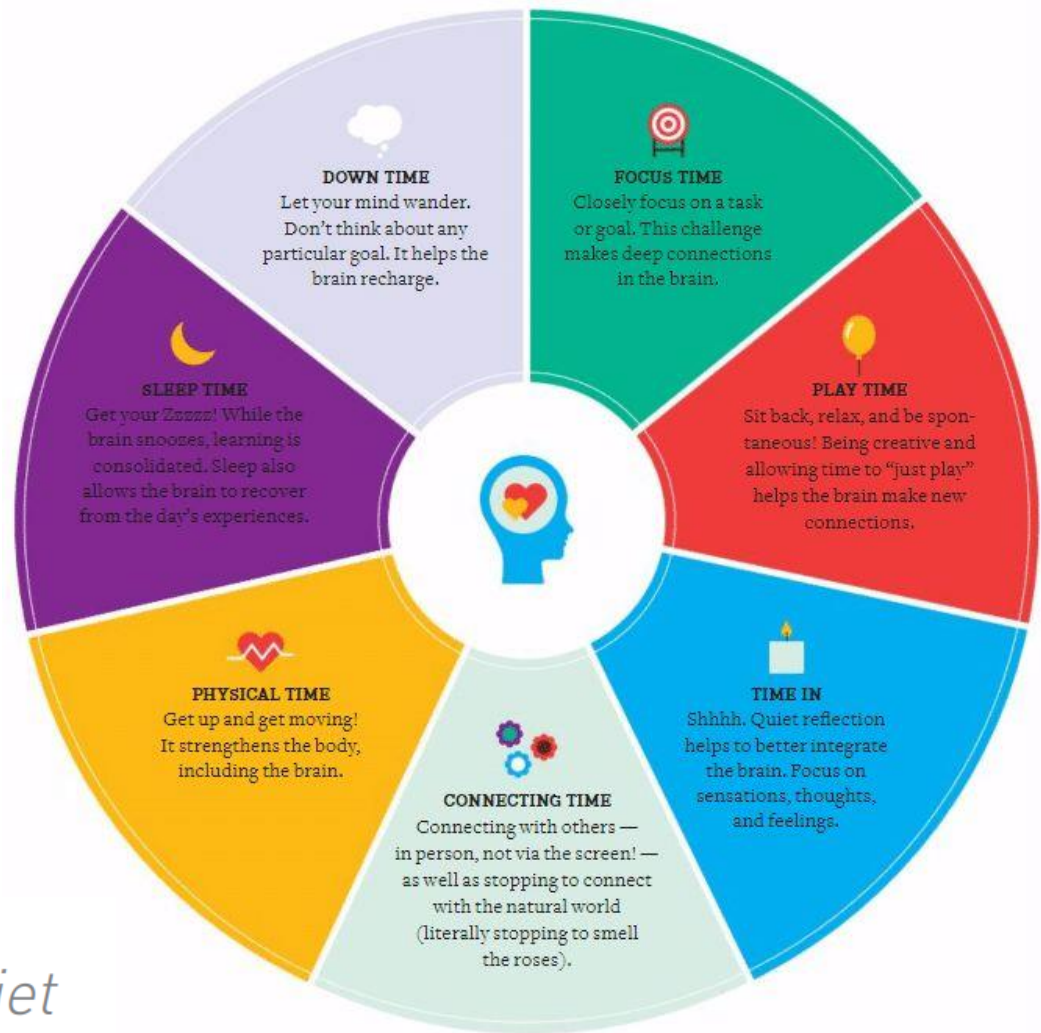 DOWN TIME
Let your mind wander.
Don't think about any
particular goal. It helps the
brain recharge.
FOCUS TIME
Closely focus on a task
or goal. This challenge
makes deep connections
in the brain.
SLEEP TIME
Get your Zzzzz! While the
brain snoozes, learning is
consolidated. Sleep also
allows the brain to recover
from the day's experiences.
PLAY TIME
Sit back, relax, and be spon-
taneous! Being creative and
allowing time to “just play”
helps the brain make new
connections.
PHYSICAL TIME
Get up and get moving!
It strengthens the body,
including the brain.
CONNECTING TIME
Connecting with others —
in person, not via the screen! —
as well as stopping to connect
with the natural world
(literally stopping to smell
the roses).
TIME IN
Shhhh. Quiet reflection
helps to better integrate
the brain. Focus on
sensations, thoughts,
and feelings.
iet